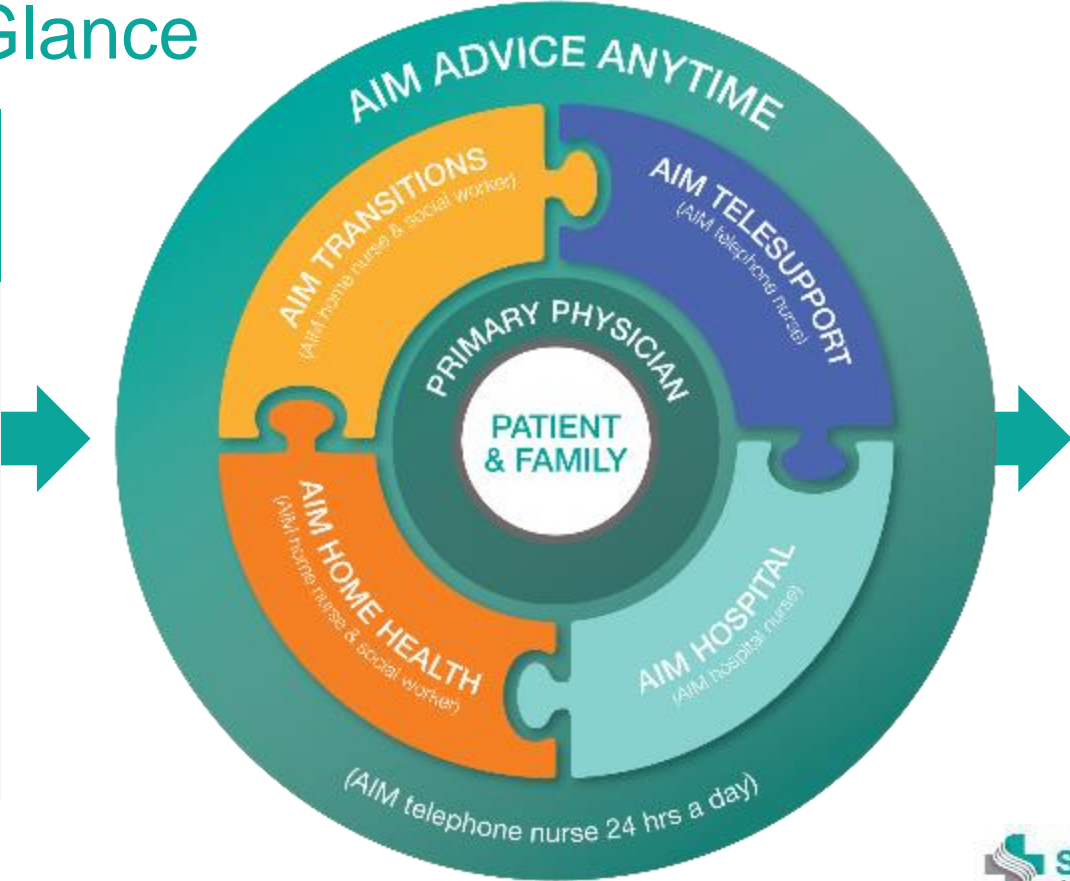 Glance
AIM ADVICE ANYTIME
AIM TRANSITIONS
(AIM home nurse & social worker)
AIM TELESUPPORT
(AIM telephone nurse)
PRIMARY PHYSICIAN
PATIENT
& FAMILY
AIM HOME HEALTH
(AIM home nurse & social worker)
AIM HOSPITAL
(AIM hospital nurse)
(AIM telephone nurse 24 hrs a day)
S